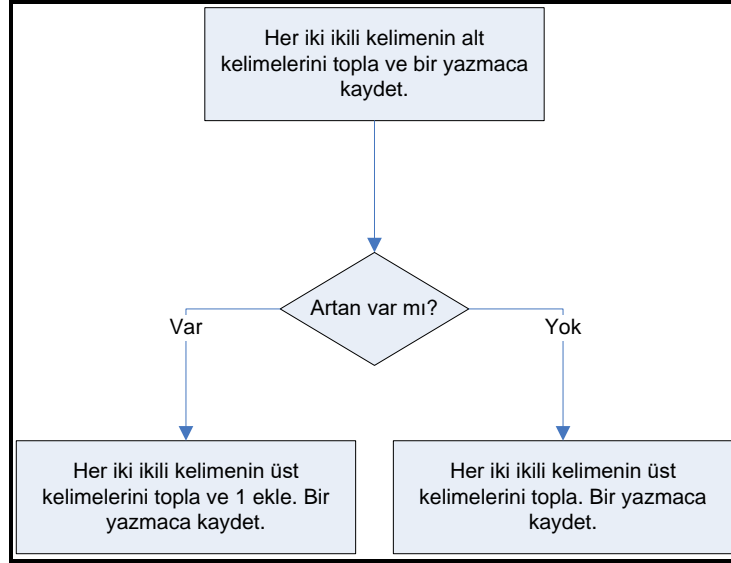 Her iki ikili kelimenin alt
kelimelerini topla ve bir yazmaca
kaydet.
Artan var mı?
Var
Yok
Her iki ikili kelimenin üst
kelimelerini topla ve 1 ekle. Bir
yazmaca kaydet.
Her iki ikili kelimenin üst
kelimelerini topla. Bir yazmaca
kaydet.